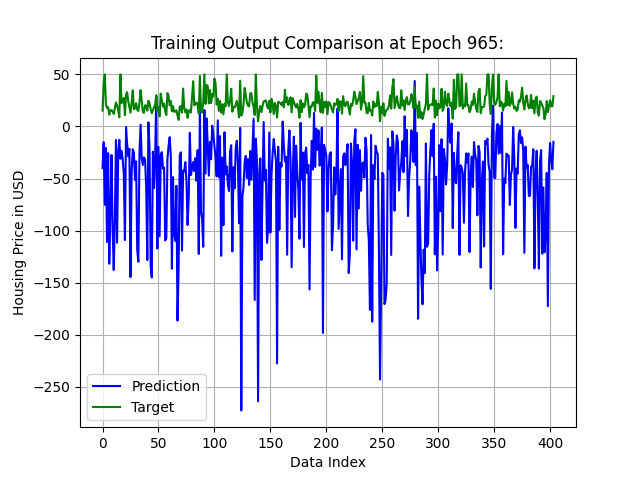 Training Output Comparison at Epoch 965:
Housing Price in USD
50
0
−50
−100
−150
−200
−250
Prediction
Target
0 50 100 150 200 250 300 350 400
Data Index